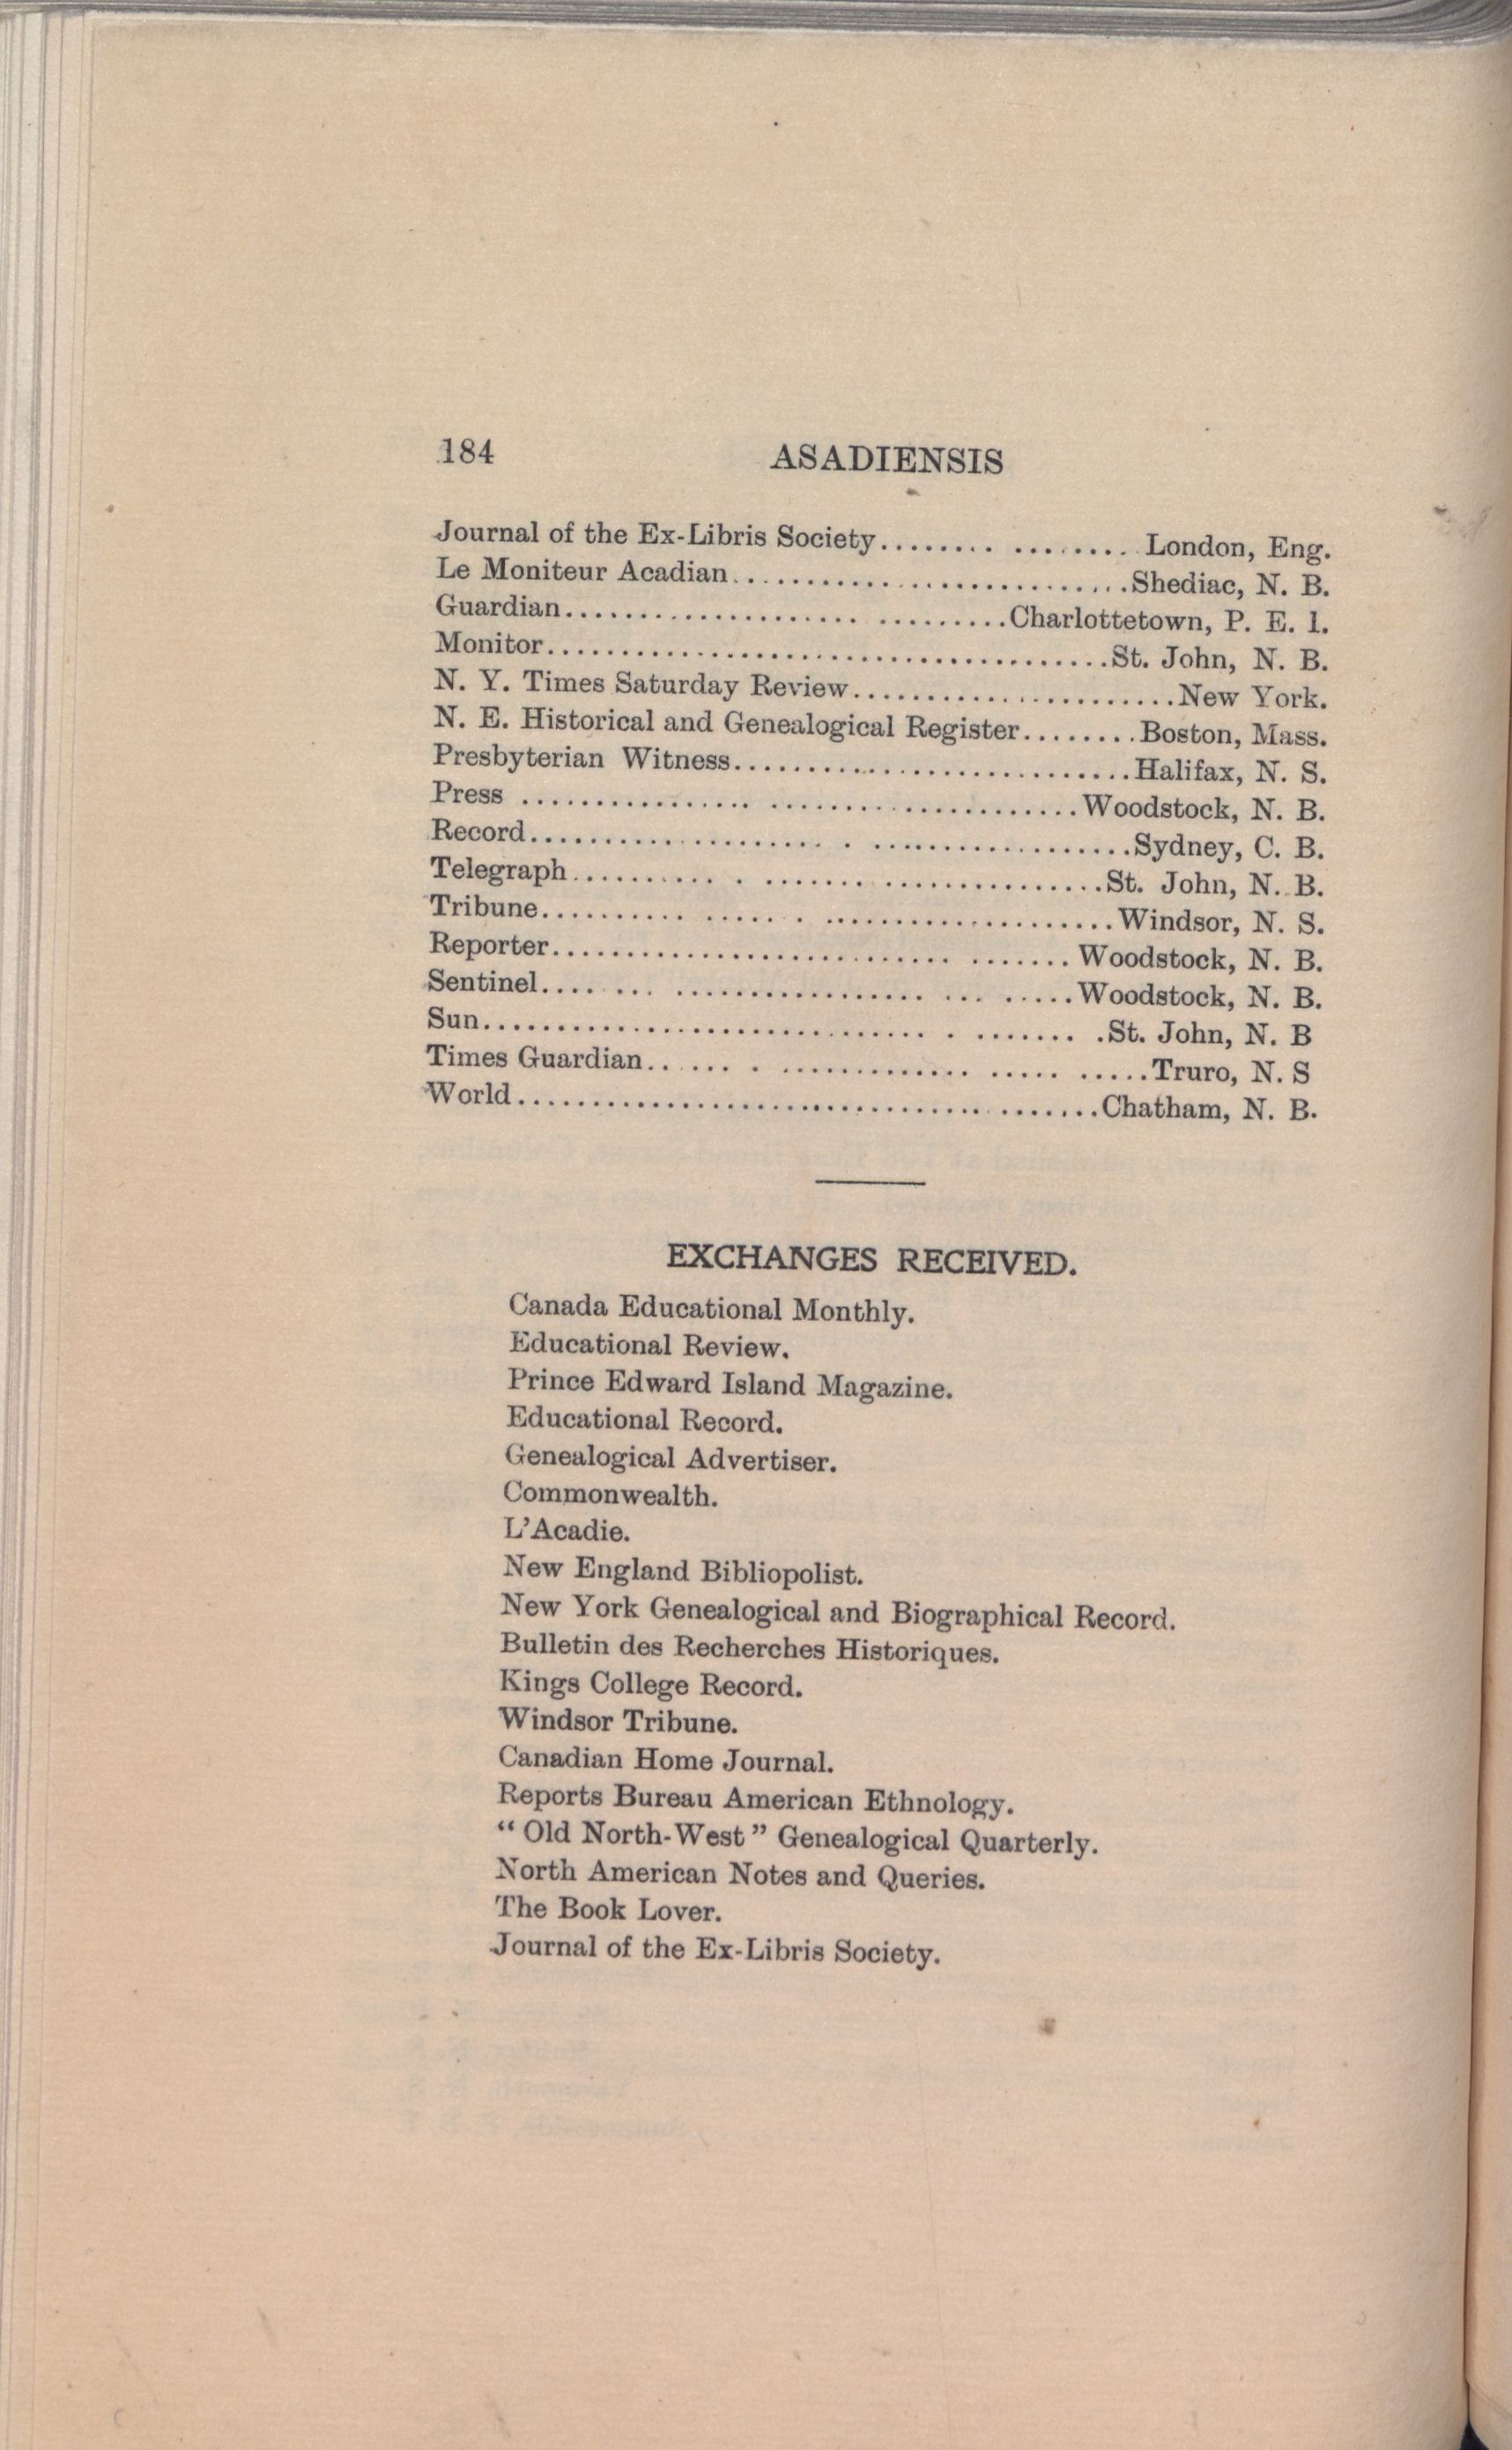 184 ASADIENSIS
Journal of the Ex-Libris Society........ ........ London, Eng.
Le Moniteur Acadian...........................Shediac, N. B.
Guardian.................... .........Charlottetown, P. E. I.
Monitor.......................................St. John, N. B.
N. Y. Times Saturday Review......................New York.
N. E. Historical and Genealogical Register........Boston, Mass.
Presbyterian Witness...........................Halifax, N. S.
Press ................ .....................Woodstock, N. B.
Record.................... . ..................Sydney, C. B.
Telegraph.......... . .......................St. John, N. B.
Tribune.......... ...... . ....................Windsor, N. S.
Reporter........................... ....... Woodstock, N. B.
Sentinel.... ... ................. ... .....Woodstock, N. B.
Sun.............................. . ....... .St. John, N. B
Times Guardian.. ... . ............. ..... .....Truro, N. S
World........................................Chatham, N. B.
EXCHANGES RECEIVED.
Canada Educational Monthly.
Educational Review.
Prince Edward Island Magazine.
Educational Record.
Genealogical Advertiser.
Commonwealth.
L'Acadie.
New England Bibliopolist.
New York Genealogical and Biographical Record.
Bulletin des Recherches Historiques.
Kings College Record.
Windsor Tribune.
Canadian Home Journal.
Reports Bureau American Ethnology.
“ Old North-West ” Genealogical Quarterly.
North American Notes and Queries.
The Book Lover.
Journal of the Ex-Libris Society.